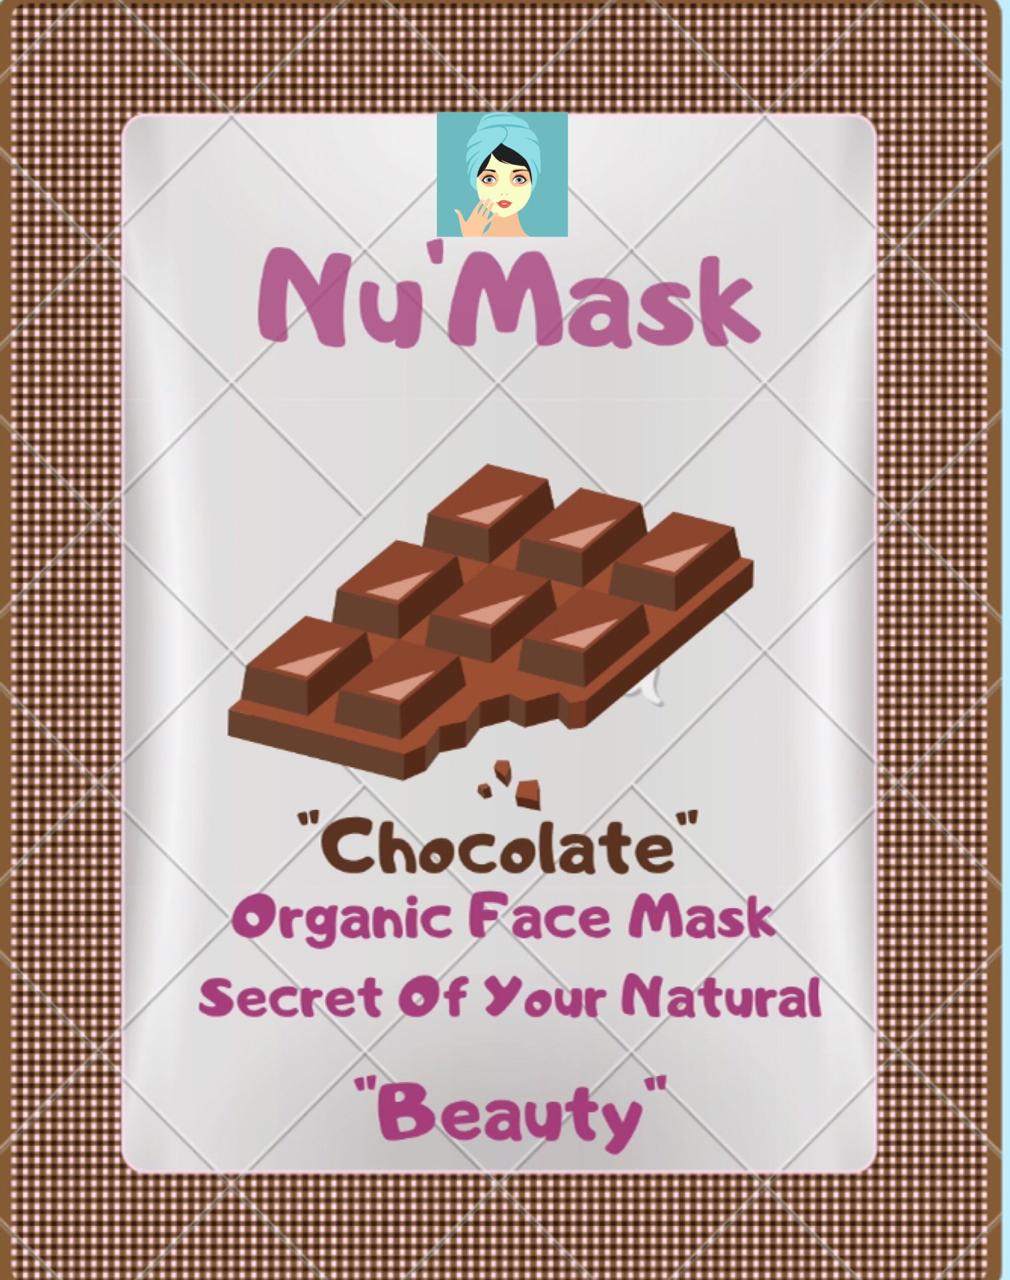 Nu'Mask
"Chocolate"
Organic Face Mask
Secret Of Your Natural
"Beauty"